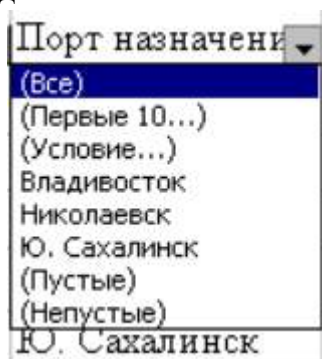 Порт назначени
(Все)
(Первые 10...)
(Условие...)
Владивосток
Николаевск
Ю. Сахалинск
(Пустые)
(Непустые)
Ю. Сахалинск